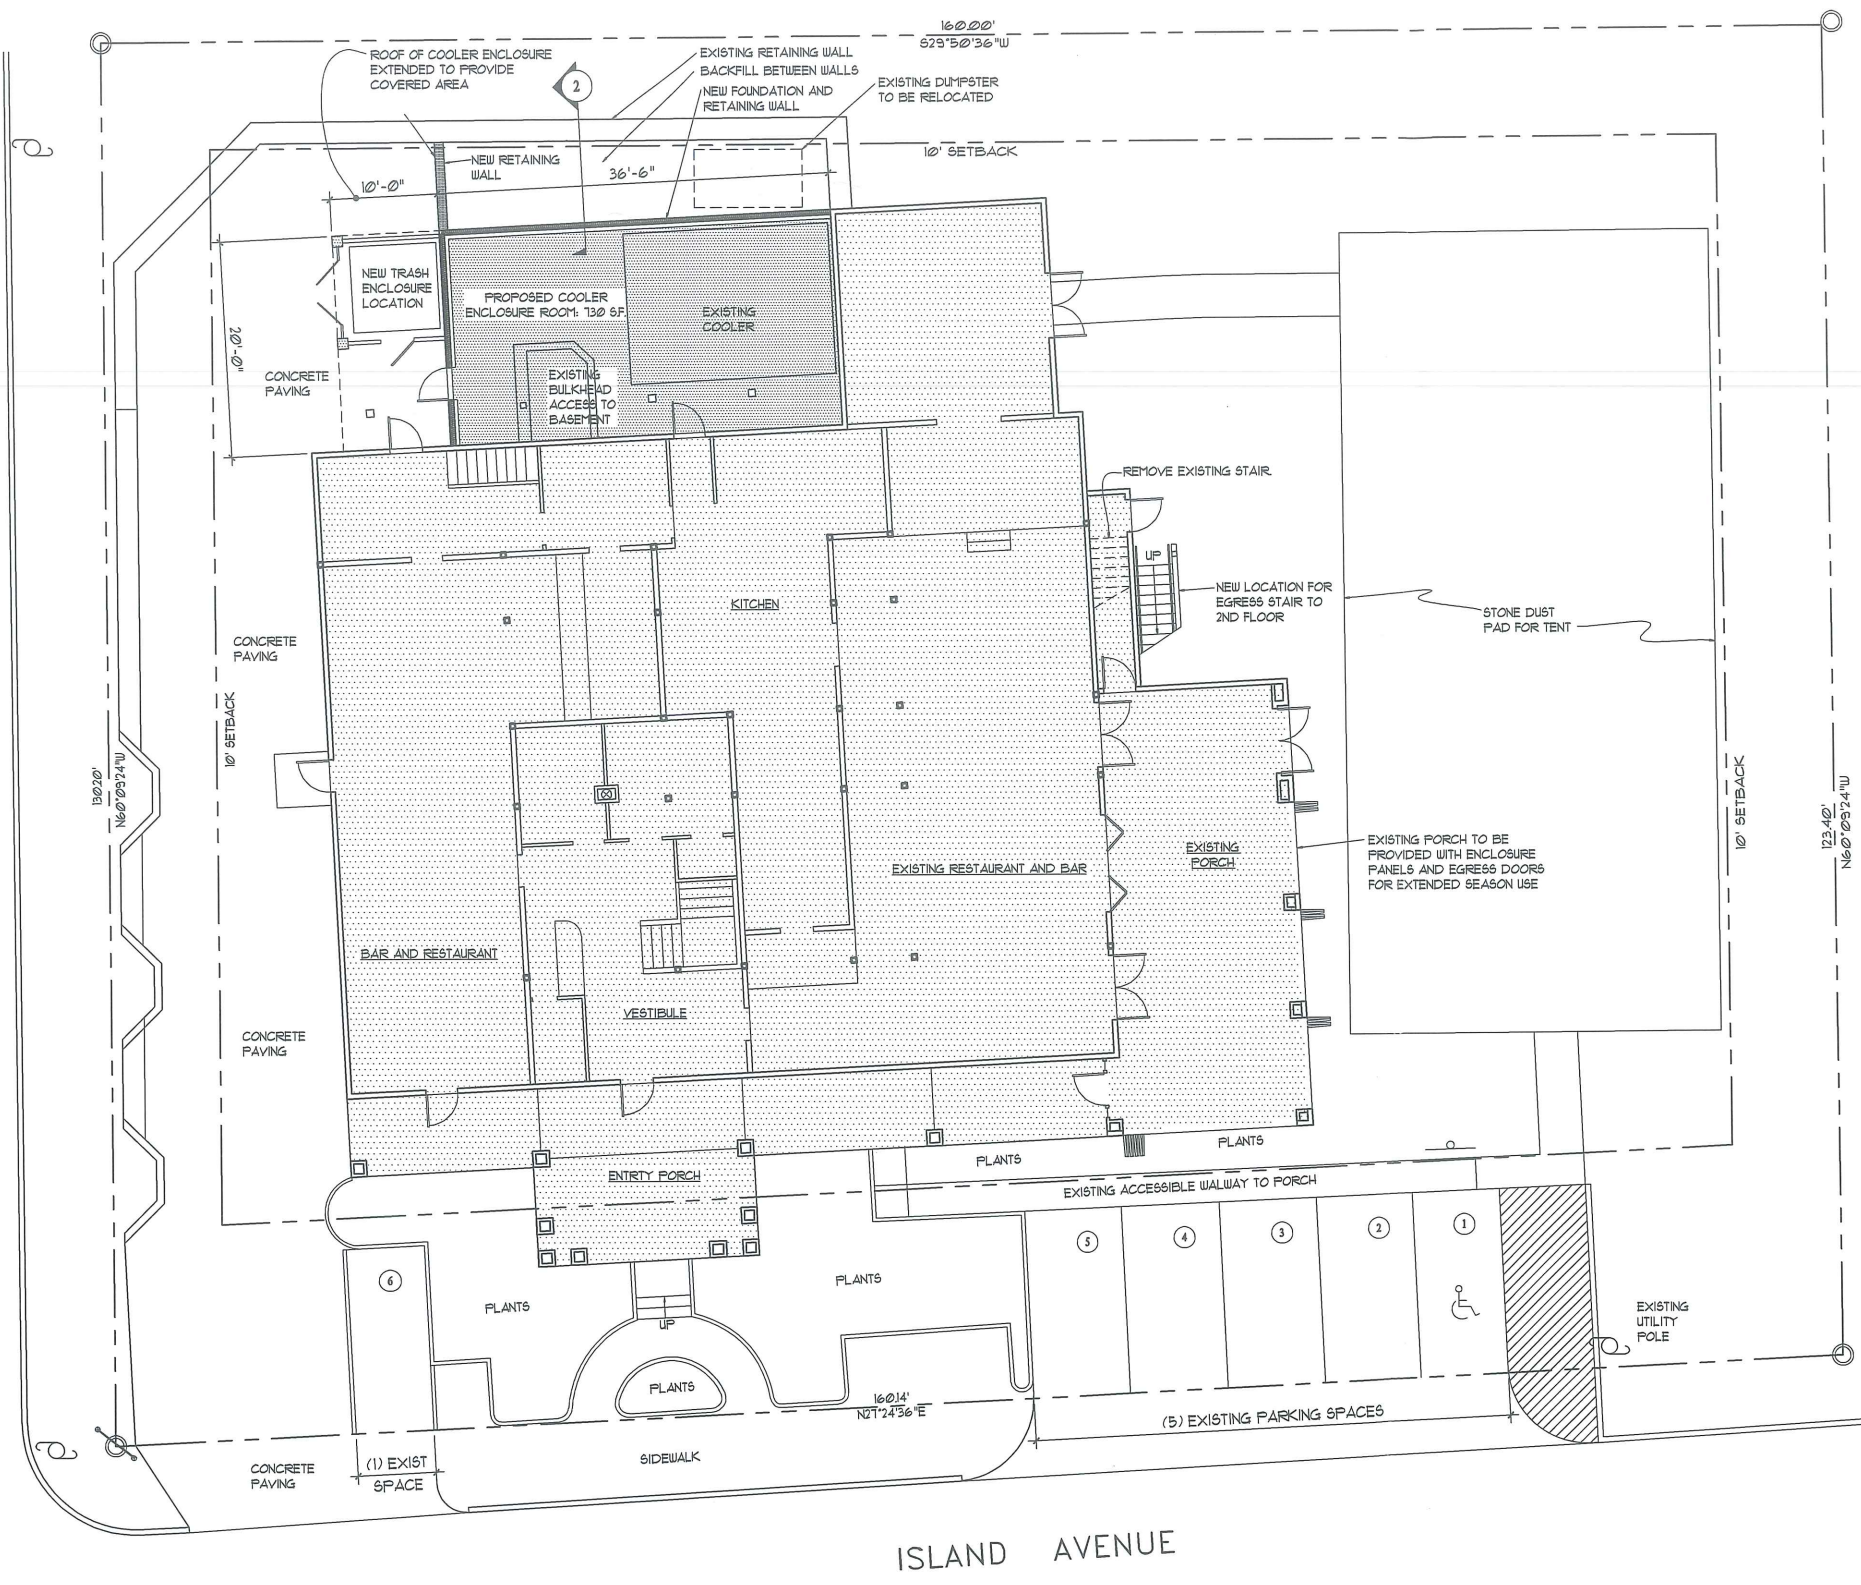 160.00'
S29°50'36"W
ROOF OF COOLER ENCLOSURE
EXTENDED TO PROVIDE
COVERED AREA
2
EXISTING RETAINING WALL
BACKFILL BETWEEN WALLS
NEW FOUNDATION AND
RETAINING WALL
EXISTING DUMPSTER
TO BE RELOCATED
10' SETBACK
NEW RETAINING
WALL
10'-0"
36'-6"
NEW TRASH
ENCLOSURE
LOCATION
PROPOSED COOLER
ENCLOSURE ROOM: 730 S.F.
EXISTING
COOLER
20'-0"
CONCRETE
PAVING
EXISTING
BULKHEAD
ACCESS TO
BASEMENT
REMOVE EXISTING STAIR
UP
NEW LOCATION FOR
EGRESS STAIR TO
2ND FLOOR
STONE DUST
PAD FOR TENT
KITCHEN
CONCRETE
PAVING
10' SETBACK
130.20'
N60°09'24"W
10' SETBACK
123.40'
N60°09'24"W
EXISTING
PORCH
EXISTING PORCH TO BE
PROVIDED WITH ENCLOSURE
PANELS AND EGRESS DOORS
FOR EXTENDED SEASON USE
EXISTING RESTAURANT AND BAR
BAR AND RESTAURANT
VESTIBULE
CONCRETE
PAVING
PLANTS
PLANTS
ENTRTY PORCH
EXISTING ACCESSIBLE WALWAY TO PORCH
6
5
4
3
2
1
PLANTS
PLANTS
UP
PLANTS
EXISTING
UTILITY
POLE
160.14'
N27°24'36"E
(5) EXISTING PARKING SPACES
(1) EXIST
SPACE
SIDEWALK
CONCRETE
PAVING
ISLAND AVENUE